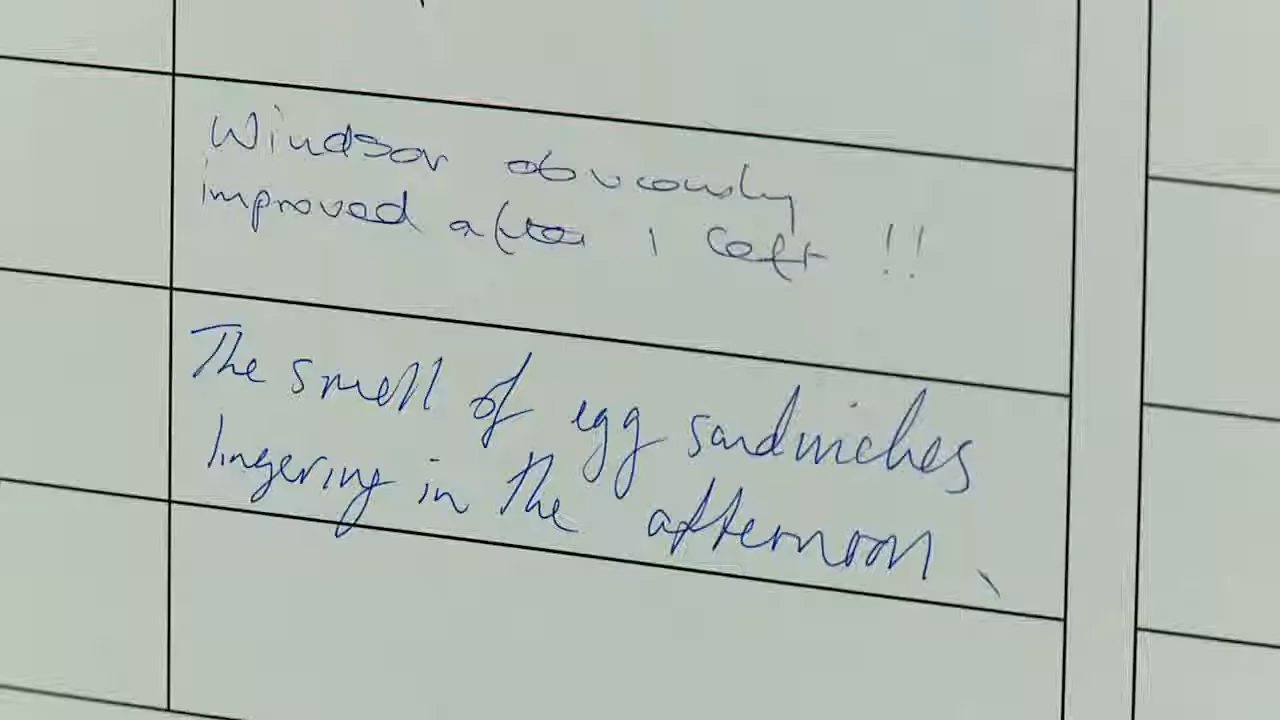 Windsor obviously
improved after I left !!
The smell of egg sandwiches
lingering in the afternoon.